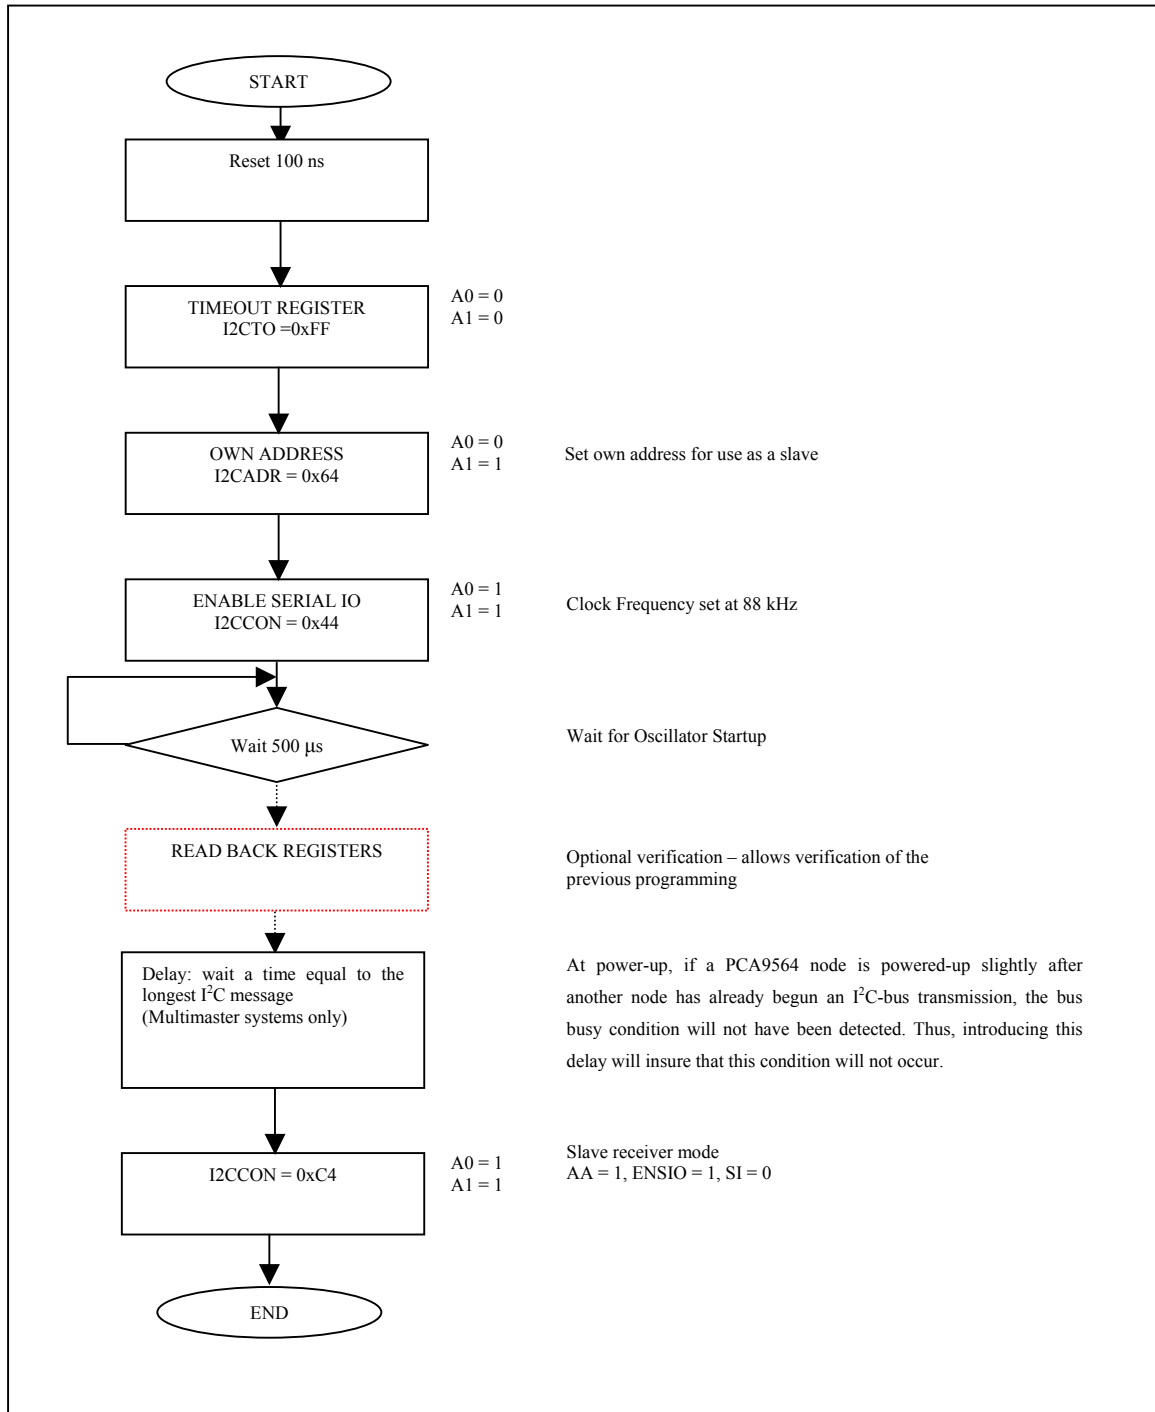 START
Reset 100 ns
TIMEOUT REGISTER
I2CTO =0xFF
A0 = 0
A1 = 0
OWN ADDRESS
I2CADR = 0x64
A0 = 0
A1 = 1
Set own address for use as a slave
ENABLE SERIAL IO
I2CCON = 0x44
A0 = 1
A1 = 1
Clock Frequency set at 88 kHz
Wait 500 μs
Wait for Oscillator Startup
READ BACK REGISTERS
Optional verification – allows verification of the
previous programming
Delay: wait a time equal to the
longest I²C message
(Multimaster systems only)
At power-up, if a PCA9564 node is powered-up slightly after
another node has already begun an I²C-bus transmission, the bus
busy condition will not have been detected. Thus, introducing this
delay will insure that this condition will not occur.
I2CCON = 0xC4
A0 = 1
A1 = 1
Slave receiver mode
AA = 1, ENSIO = 1, SI = 0
END